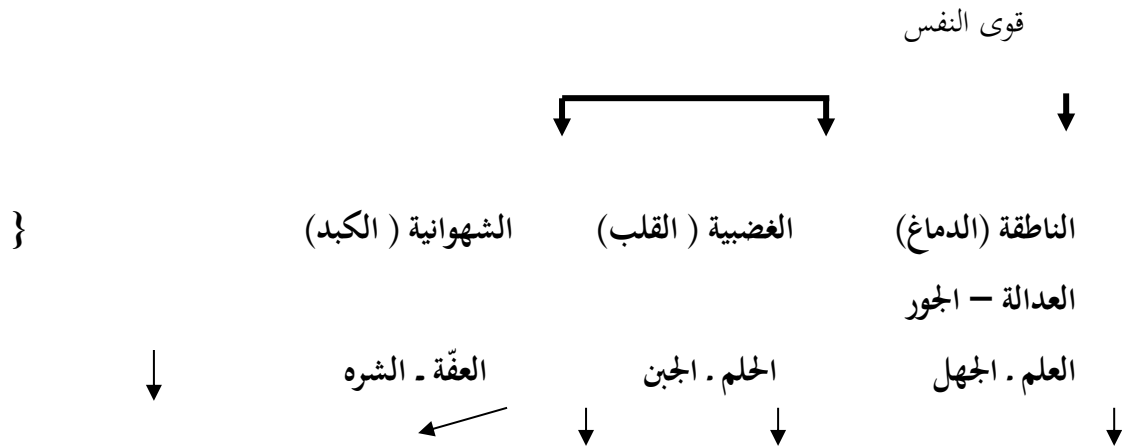 قوى النفس
الناطقة (الدماغ) الغضبية ( القلب) الشهوانية ( الكبد) {
العدالة – الجور
العلم . الجهل الحلم . الجبن العفّة ـ الشره